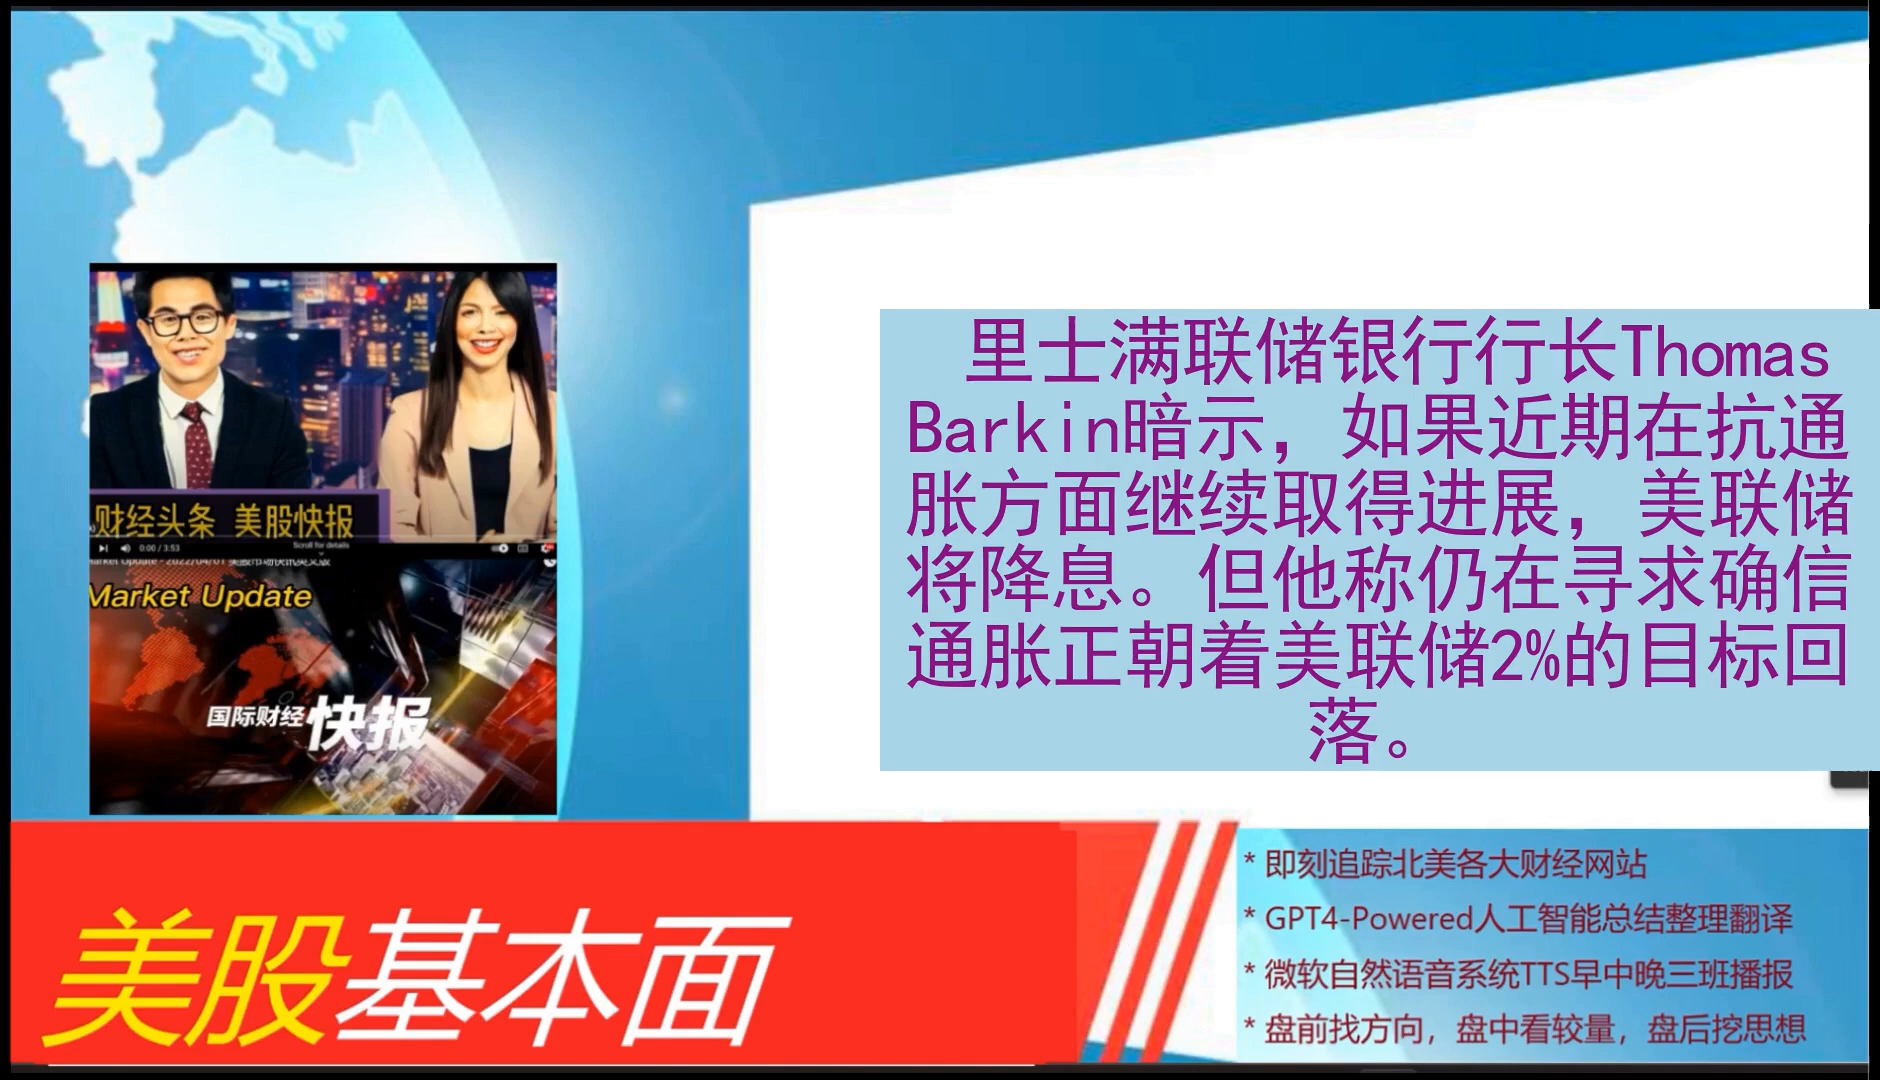 里士满联储银行行长Thomas
Barkin暗示，如果近期在抗通
胀方面继续取得进展，美联储
将降息。但他称仍在寻求确信
通胀正朝着美联储2%的目标回
落。
财经头条 美股快报
Scroll for details
0:00 / 3:53
Market Update
国际财经快报
美股基本面
* 即刻追踪北美各大财经网站
* GPT4-Powered人工智能总结整理翻译
* 微软自然语音系统TTS早中晚三班播报
* 盘前找方向，盘中看较量，盘后挖思想